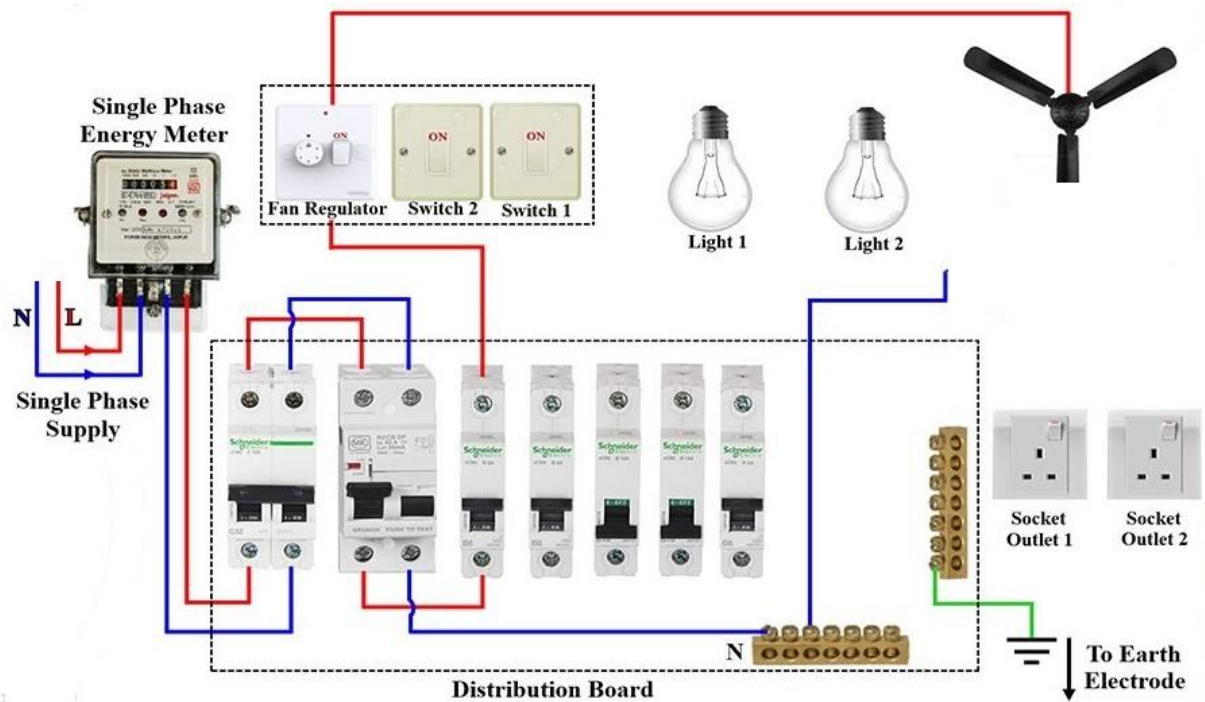 Single Phase
Energy Meter
ON
ON
ON
Fan Regulator
Switch 2
Switch 1
Light 1
Light 2
N
L
Single Phase
Supply
Schneider
Schneider
Schneider
Schneider
Schneider
Schneider
C32
PUSH TO TEST
Socket
Outlet 1
Socket
Outlet 2
N
To Earth
Electrode
Distribution Board